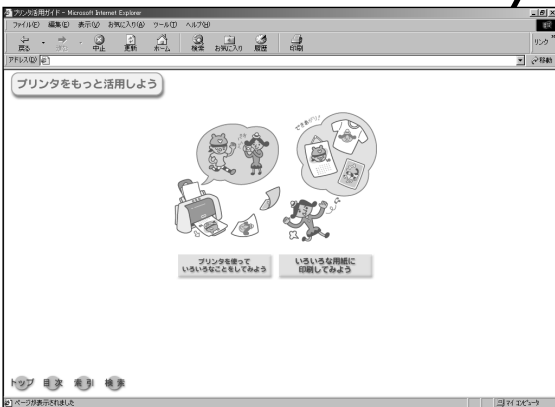 プリンタ活用ガイド - Microsoft Internet Explorer
ファイル(F) 編集(E) 表示(V) お気に入り(A) ツール(T) ヘルプ(H)
戻る 進む 中止 更新 ホーム 検索 お気に入り 履歴 印刷 リンク »
アドレス(D) 移動
プリンタをもっと活用しよう
できあがり!
プリンタを使って
いろいろなことをしてみよう
いろいろな用紙に
印刷してみよう
トップ 目次 索引 検索
ページが表示されました マイ コンピュータ